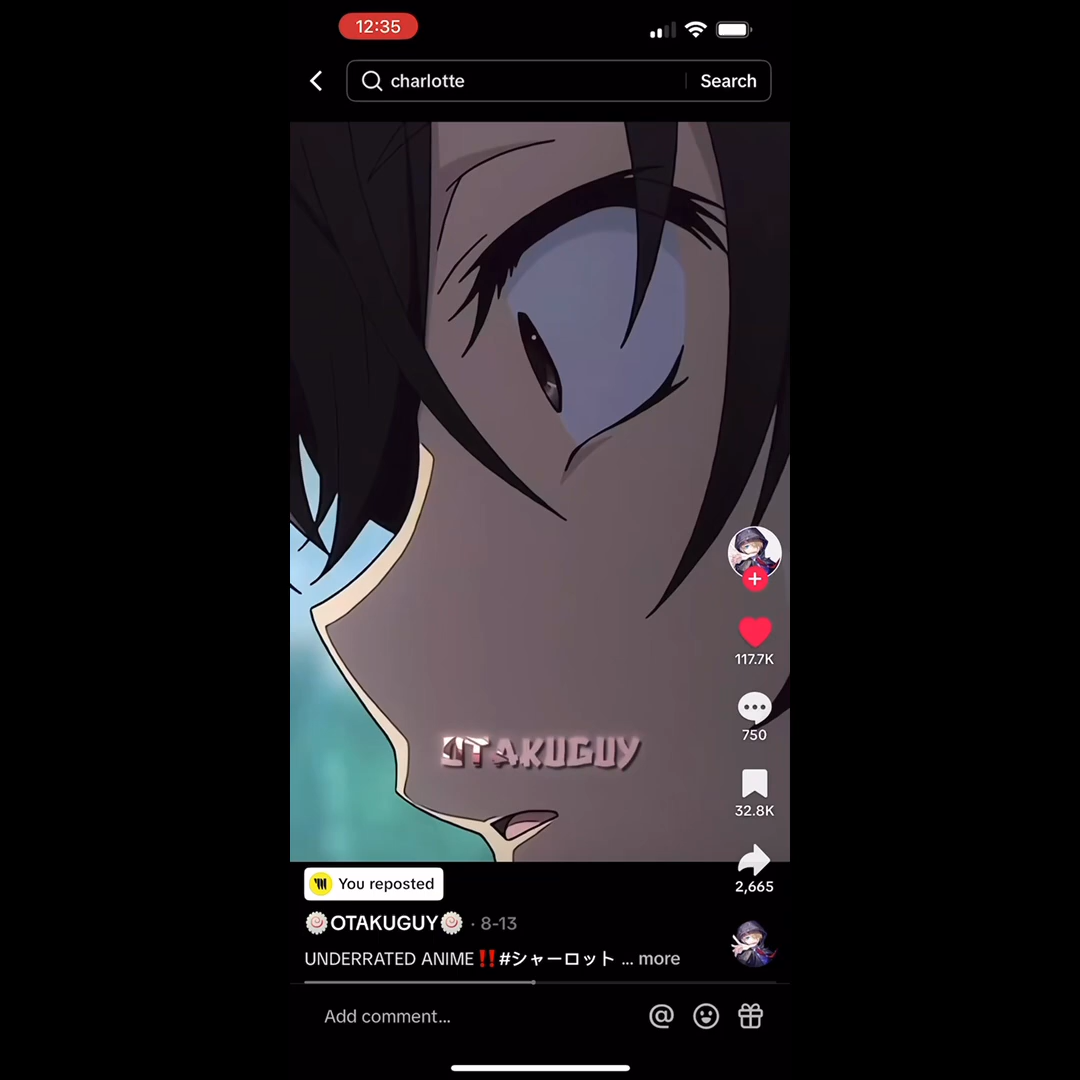 12:35
charlotte
Search
OTAKUGUY
117.7K
750
32.8K
2,665
You reposted
🍥OTAKUGUY🍥 · 8-13
UNDERRATED ANIME‼️#シャーロット ... more
Add comment...